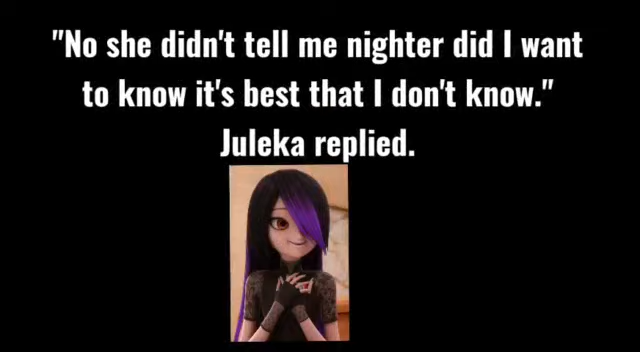 "No she didn't tell me nighter did I want
to know it's best that I don't know."
Juleka replied.